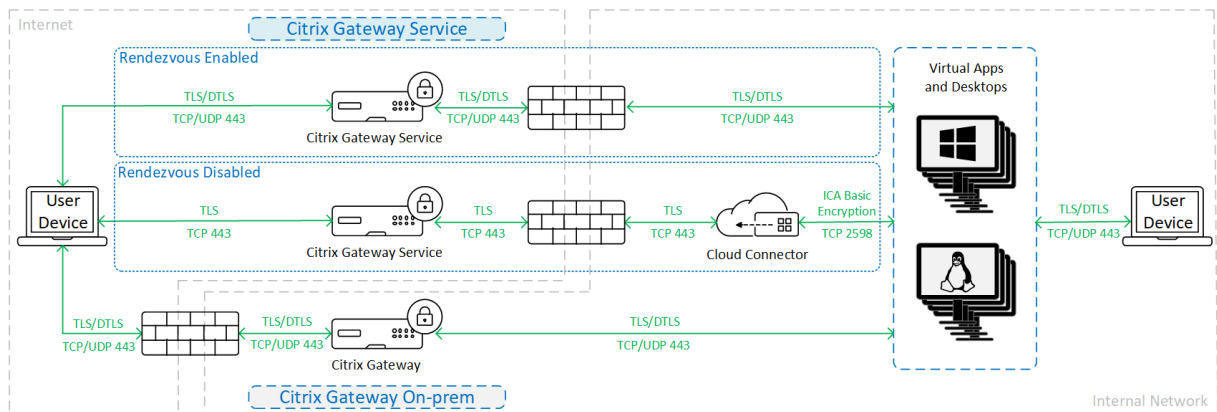 Internet
Citrix Gateway Service
Rendezvous Enabled
TLS/DTLS
TCP/UDP 443
Citrix Gateway Service
TLS/DTLS
TCP/UDP 443
TLS/DTLS
TCP/UDP 443
Virtual Apps
and Desktops
Rendezvous Disabled
User
Device
TLS
TCP 443
Citrix Gateway Service
TLS
TCP 443
TLS
TCP 443
Cloud Connector
ICA Basic
Encryption
TCP 2598
TLS/DTLS
TCP/UDP 443
User
Device
TLS/DTLS
TCP/UDP 443
TLS/DTLS
TCP/UDP 443
Citrix Gateway
TLS/DTLS
TCP/UDP 443
Citrix Gateway On-prem
Internal Network